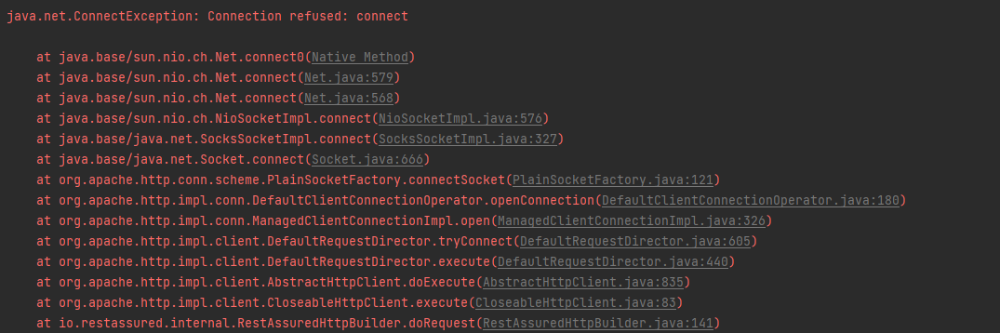 java.net.ConnectException: Connection refused: connect
at java.base/sun.nio.ch.Net.connect0(Native Method)
at java.base/sun.nio.ch.Net.connect(Net.java:579)
at java.base/sun.nio.ch.Net.connect(Net.java:568)
at java.base/sun.nio.ch.NioSocketImpl.connect(NioSocketImpl.java:576)
at java.base/java.net.SocksSocketImpl.connect(SocksSocketImpl.java:327)
at java.base/java.net.Socket.connect(Socket.java:666)
at org.apache.http.conn.scheme.PlainSocketFactory.connectSocket(PlainSocketFactory.java:121)
at org.apache.http.impl.conn.DefaultClientConnectionOperator.openConnection(DefaultClientConnectionOperator.java:180)
at org.apache.http.impl.conn.ManagedClientConnectionImpl.open(ManagedClientConnectionImpl.java:326)
at org.apache.http.impl.client.DefaultRequestDirector.tryConnect(DefaultRequestDirector.java:605)
at org.apache.http.impl.client.DefaultRequestDirector.execute(DefaultRequestDirector.java:440)
at org.apache.http.impl.client.AbstractHttpClient.doExecute(AbstractHttpClient.java:835)
at org.apache.http.impl.client.CloseableHttpClient.execute(CloseableHttpClient.java:83)
at io.restassured.internal.RestAssuredHttpBuilder.doRequest(RestAssuredHttpBuilder.java:141)